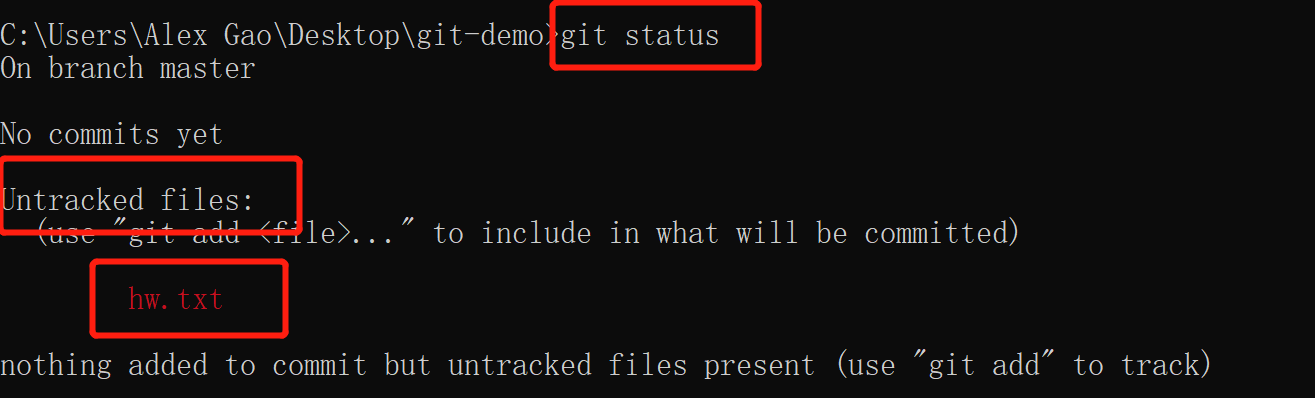 C:\Users\Alex Gao\Desktop\git-demo>git status
On branch master
No commits yet
Untracked files:
(use "git add <file>..." to include in what will be committed)
hw.txt
nothing added to commit but untracked files present (use "git add" to track)